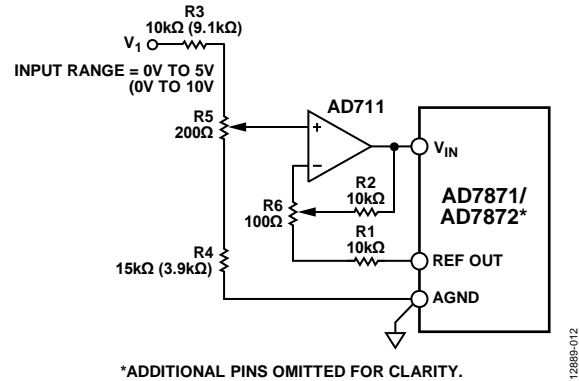 R3
10kΩ (9.1kΩ)
V1
INPUT RANGE = 0V TO 5V
(0V TO 10V
R5
200Ω
AD711
+
–
VIN
R2
10kΩ
R6
100Ω
AD7871/
AD7872*
R1
10kΩ
REF OUT
R4
15kΩ (3.9kΩ)
AGND
*ADDITIONAL PINS OMITTED FOR CLARITY.
12889-012